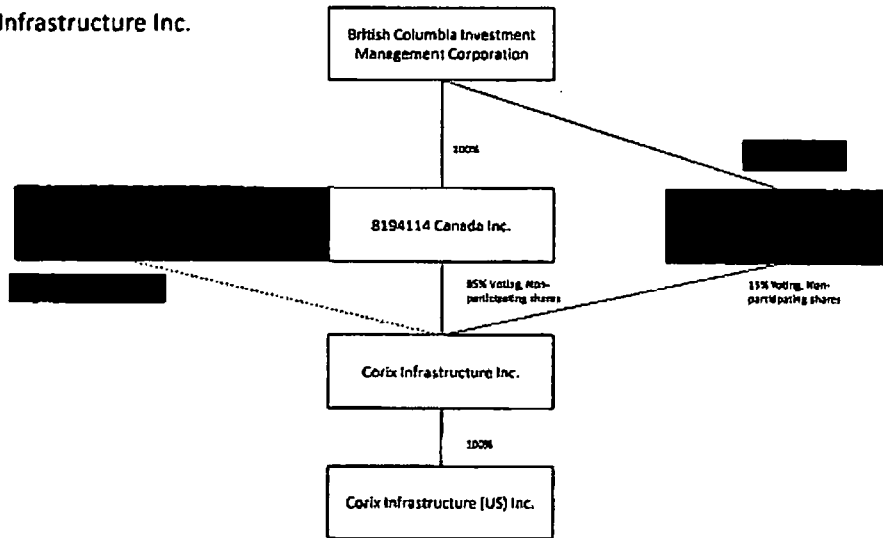 Infrastructure Inc.
British Columbia Investment
Management Corporation
100%
8194114 Canada Inc.
85% Voting, Non-
participating shares
15% Voting, Non-
participating shares
Corix Infrastructure Inc.
100%
Corix Infrastructure (US) Inc.